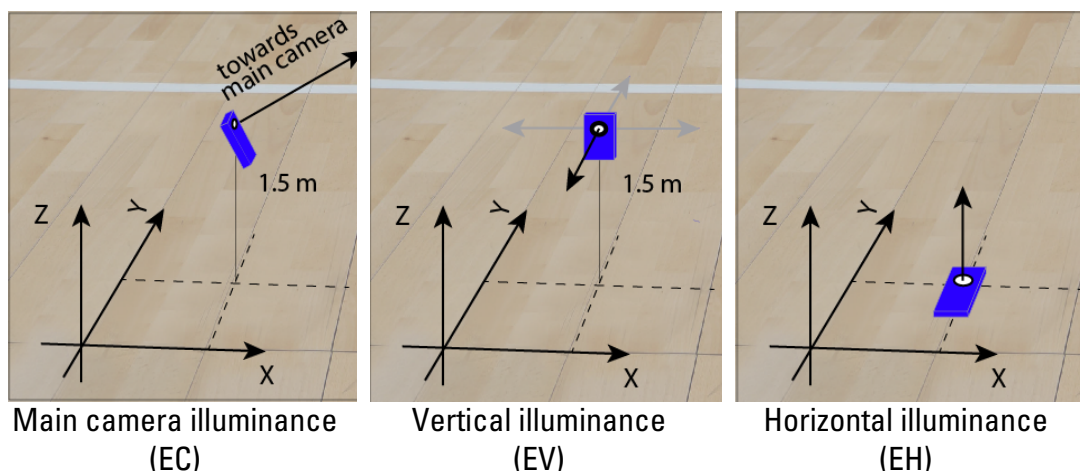 towards
main camera
1.5 m
Z
Y
X
Main camera illuminance
(EC)
1.5 m
Z
Y
X
Vertical illuminance
(EV)
Z
Y
X
Horizontal illuminance
(EH)